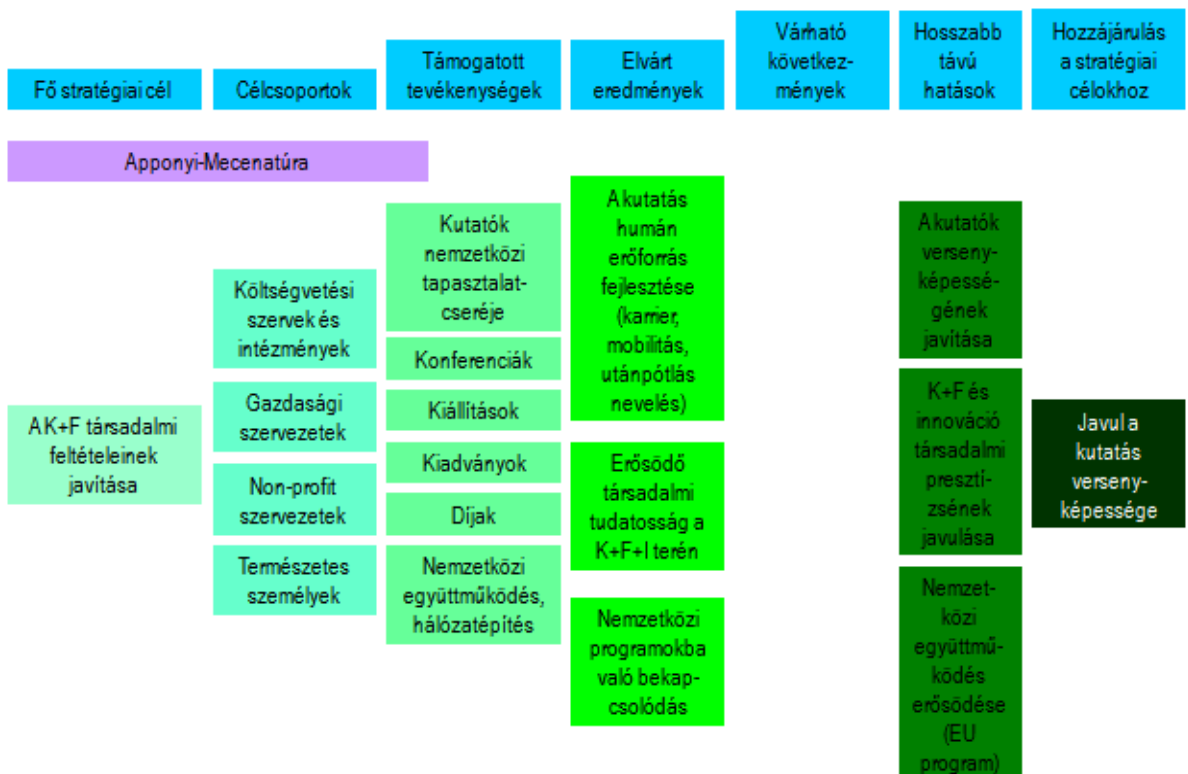 Fő stratégiai cél
Célcsoportok
Támogatott
tevékenységek
Elvárt
eredmények
Várható
következ-
mények
Hosszabb
távú
hatások
Hozzájárulás
a stratégiai
célokhoz
Apponyi-Mecenatúra
A K+F társadalmi
feltételeinek
javítása
Költségvetési
szervek és
intézmények
Gazdasági
szervezetek
Non-profit
szervezetek
Természetes
személyek
Kutatók
nemzetközi
tapasztalat-
cseréje
Konferenciák
Kiállítások
Kiadványok
Díjak
Nemzetközi
együttműködés,
hálózatépítés
A kutatás
humán
erőforrás
fejlesztése
(karrier,
mobilitás,
utánpótlás
nevelés)
Erősödő
társadalmi
tudatosság a
K+F+I terén
Nemzetközi
programokba
való bekap-
csolódás
A kutatók
verseny-
képessé-
gének
javítása
K+F és
innováció
társadalmi
presztí-
zsének
javulása
Nemzet-
közi
együttmű-
ködés
erősödése
(EU
program)
Javul a
kutatás
verseny-
képessége